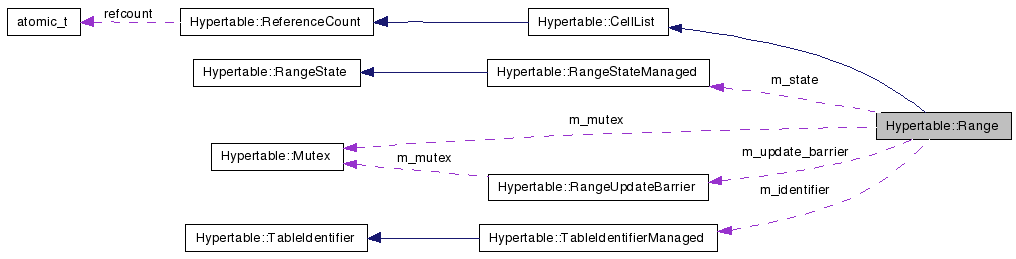 refcount
atomic_t
Hypertable::ReferenceCount
Hypertable::CellList
Hypertable::RangeState
Hypertable::RangeStateManaged
m_state
m_mutex
Hypertable::Range
Hypertable::Mutex
m_mutex
m_update_barrier
Hypertable::RangeUpdateBarrier
m_identifier
Hypertable::TableIdentifier
Hypertable::TableIdentifierManaged